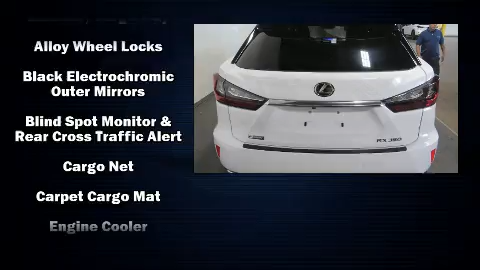 Alloy Wheel Locks
Black Electrochromic
Outer Mirrors
Blind Spot Monitor &
Rear Cross Traffic Alert
Cargo Net
Carpet Cargo Mat
Engine Cooler
RX 350